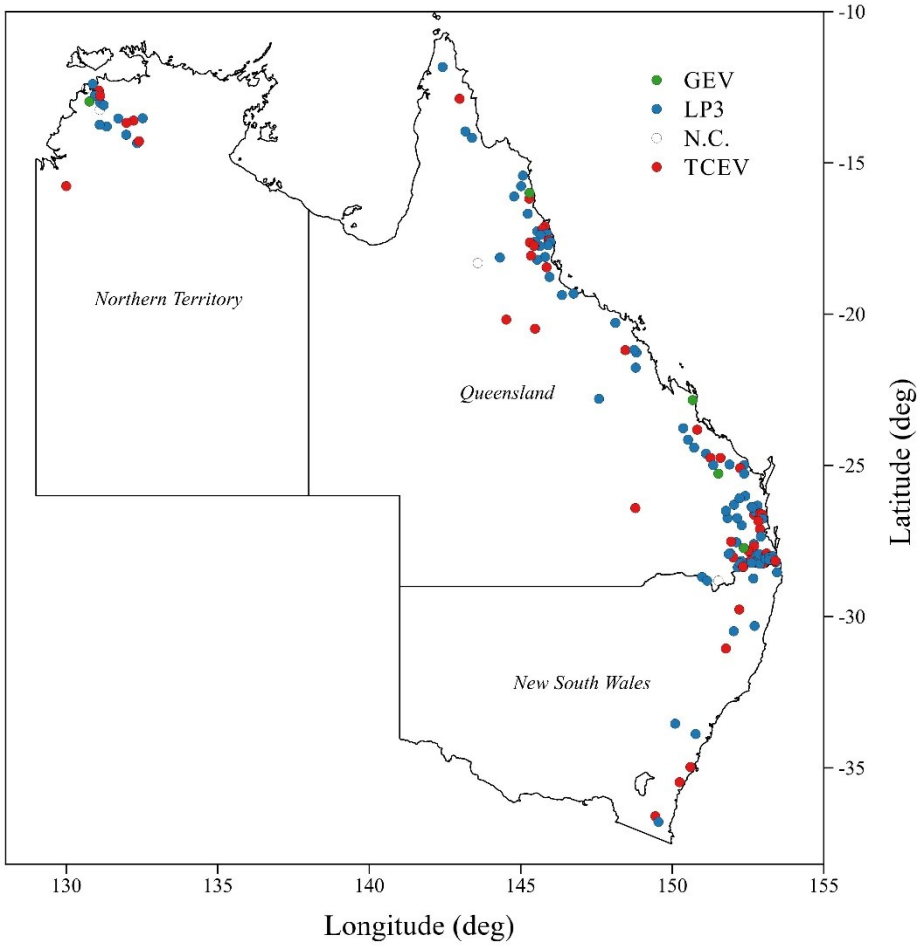 -10
GEV
LP3
N.C.
TCEV
-15
Northern Territory
-20
Queensland
Latitude (deg)
-25
-30
New South Wales
-35
130 135 140 145 150 155
Longitude (deg)